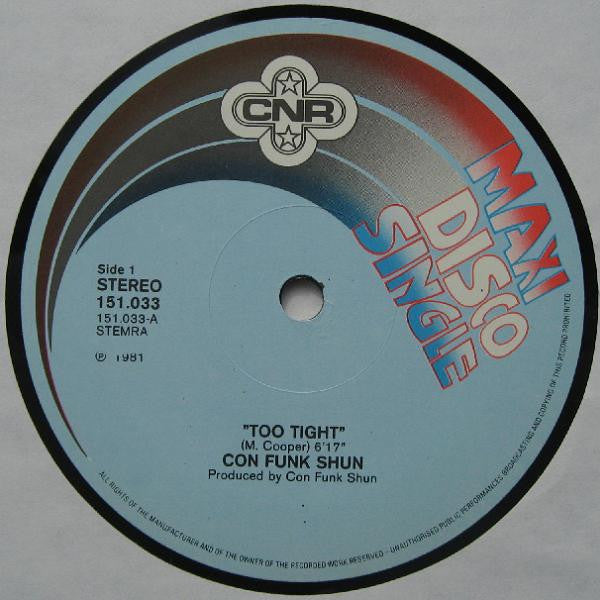 CNR
MAXI
DISCO
SINGLE
Side 1
STEREO
151.033
151.033-A
STEMRA
℗ 1981
"TOO TIGHT"
(M. Cooper) 6'17"
CON FUNK SHUN
Produced by Con Funk Shun
ALL RIGHTS OF THE MANUFACTURER AND OF THE OWNER OF THE RECORDED WORK RESERVED - UNAUTHORISED PUBLIC PERFORMANCES BROADCASTING AND COPYING OF THIS RECORD PROHIBITED